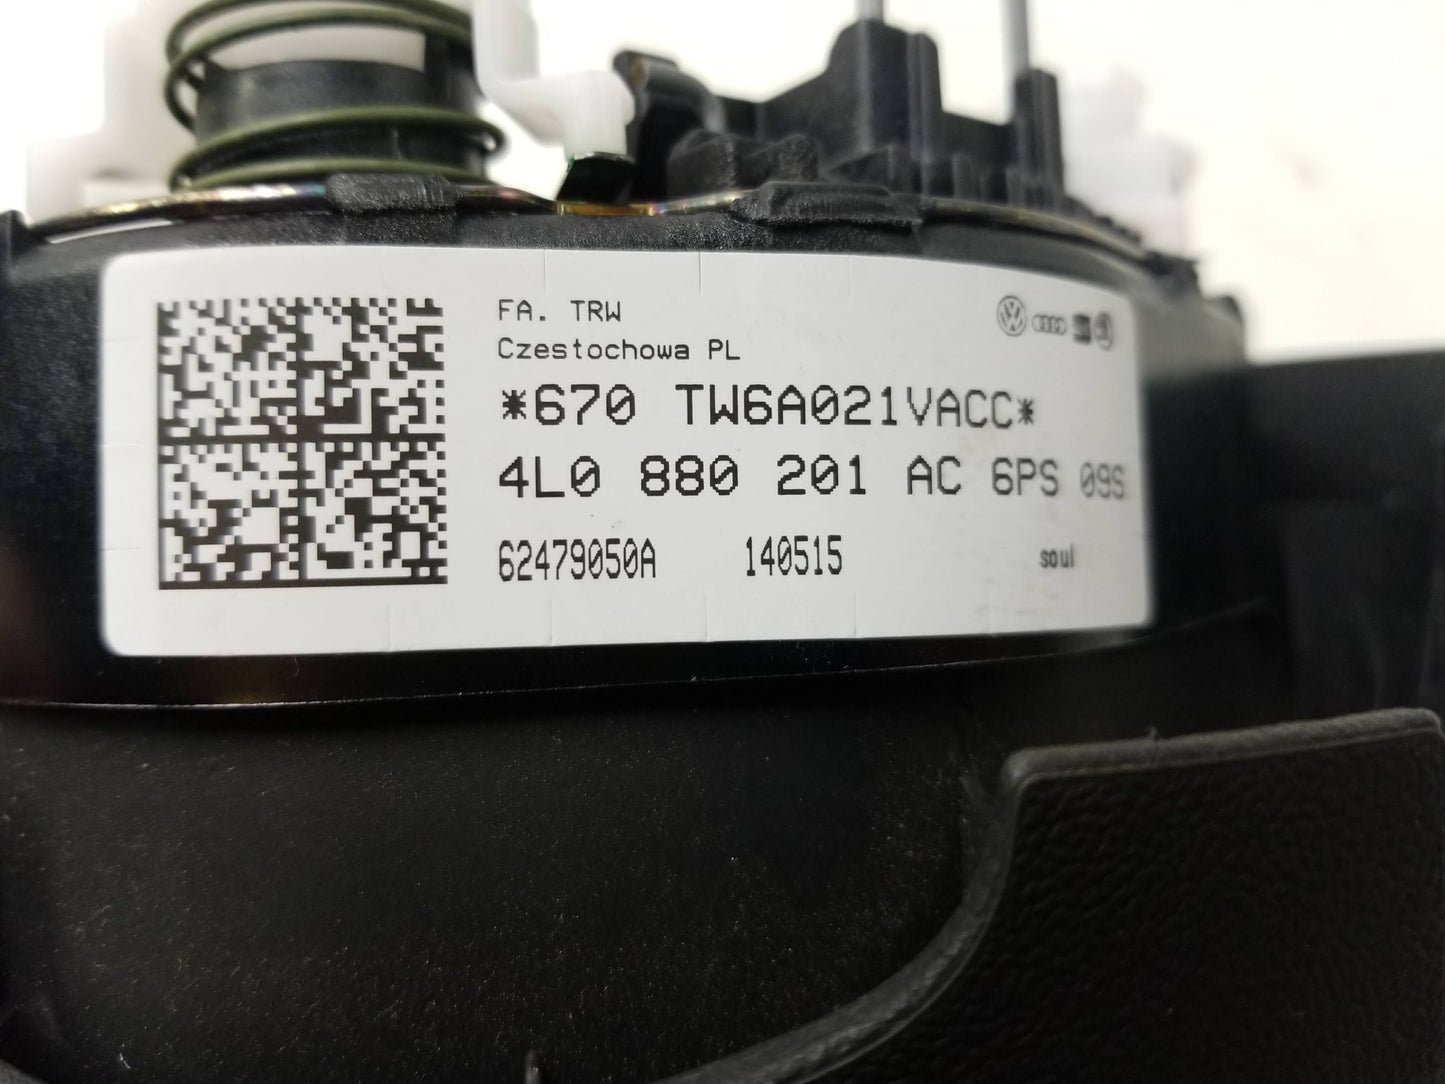 FA. TRW
Czestochowa PL
*670 TW6A021VACC*
4L0 880 201 AC 6PS 09S
62479050A 140515 soul